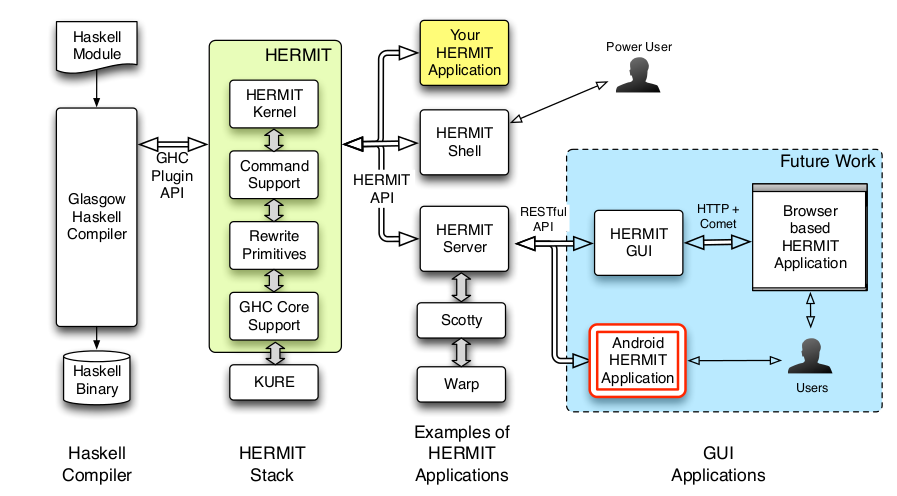 Haskell
Module
Glasgow
Haskell
Compiler
Haskell
Binary
GHC
Plugin
API
HERMIT
HERMIT
Kernel
Command
Support
Rewrite
Primitives
GHC Core
Support
KURE
HERMIT
API
Your
HERMIT
Application
HERMIT
Shell
Power User
HERMIT
Server
Scotty
Warp
RESTful
API
Future Work
HERMIT
GUI
HTTP +
Comet
Browser
based
HERMIT
Application
Android
HERMIT
Application
Users
Haskell
Compiler
HERMIT
Stack
Examples of
HERMIT
Applications
GUI
Applications